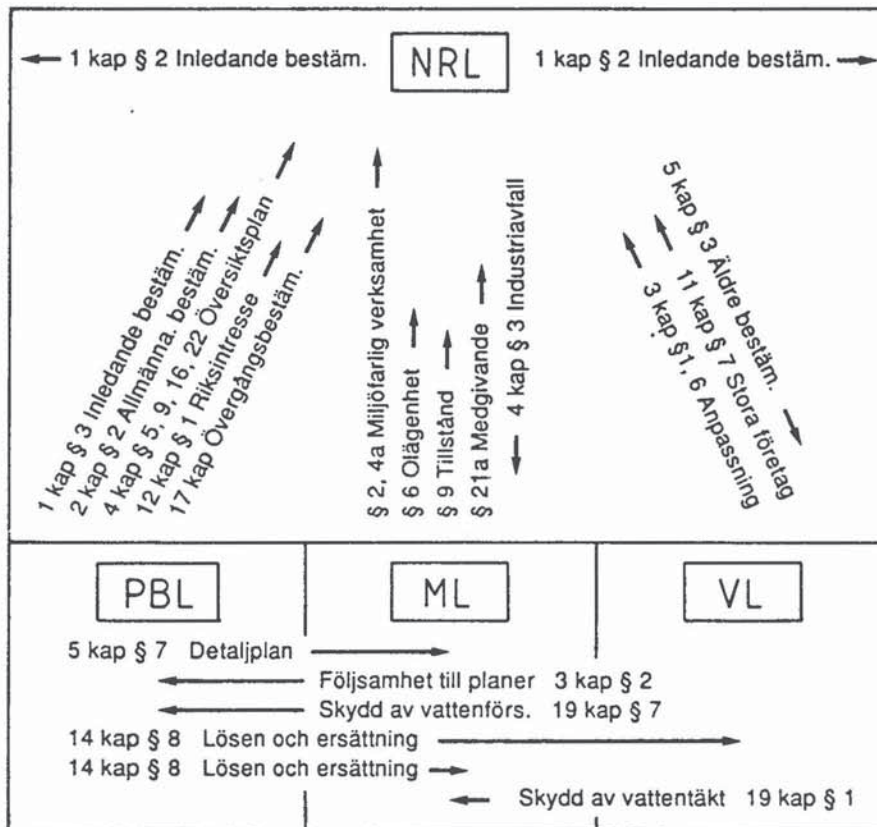 1 kap § 2 Inledande bestäm.
NRL
1 kap § 2 Inledande bestäm.
1 kap § 3 Inledande bestäm.
2 kap § 2 Allmänna. bestäm.
4 kap § 5, 9, 16, 22 Översiktsplan
12 kap § 1 Riksintresse
17 kap Övergångsbestäm.
§ 2, 4a Miljöfarlig verksamhet
§ 6 Olägenhet
§ 9 Tillstånd
§ 21a Medgivande
4 kap § 3 Industriavfall
5 kap § 3 Äldre bestäm.
11 kap § 7 Stora företag
3 kap §1, 6 Anpassning
PBL
ML
VL
5 kap § 7 Detaljplan
Följsamhet till planer 3 kap § 2
Skydd av vattenförs. 19 kap § 7
14 kap § 8 Lösen och ersättning
14 kap § 8 Lösen och ersättning
Skydd av vattentäkt 19 kap § 1